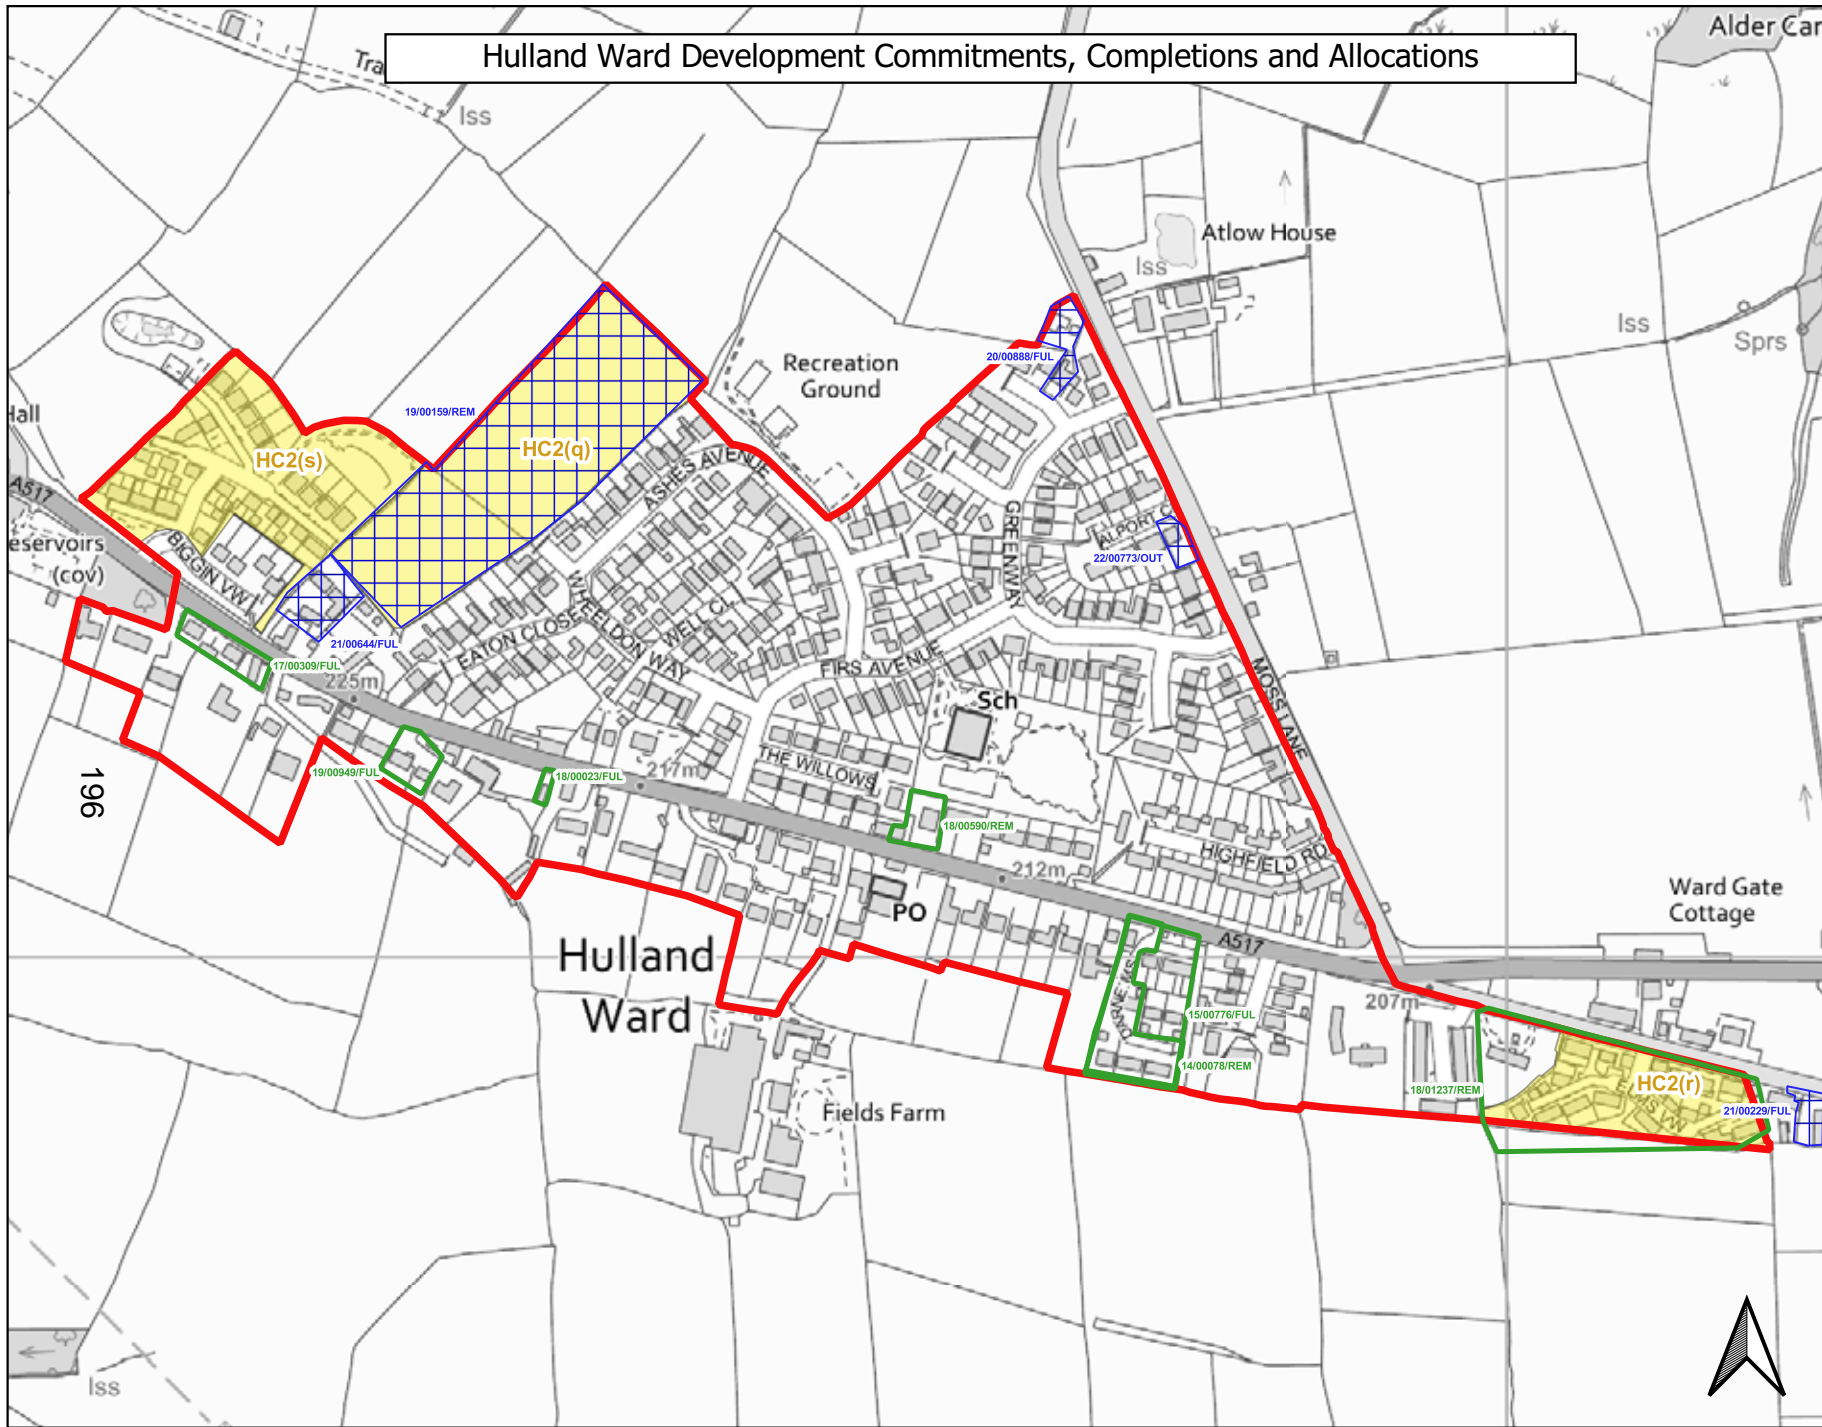 Alder Car
Hulland Ward Development Commitments, Completions and Allocations
Tra
Iss
Atlow House
Iss
Iss
Sprs
Recreation
Ground
20/00888/FUL
19/00159/REM
Hall
HC2(s)
HC2(q)
A517
ASHES AVENUE
GREENWAY
ALPORT C
22/00773/OUT
eservoirs
(cov)
BIGGIN VW
WHEELDON WAY
WELL CL
EATON CLOSE
21/00644/FUL
17/00309/FUL
225m
FIRS AVENUE
MOSS LANE
Sch
196
19/00949/FUL
18/00023/FUL
217m
THE WILLOWS
18/00590/REM
HIGHFIELD RD
212m
Ward Gate
Cottage
PO
A517
Hulland
Ward
207m
15/00776/FUL
14/00078/REM
18/01237/REM
HC2(r)
21/00229/FUL
Fields Farm
Iss